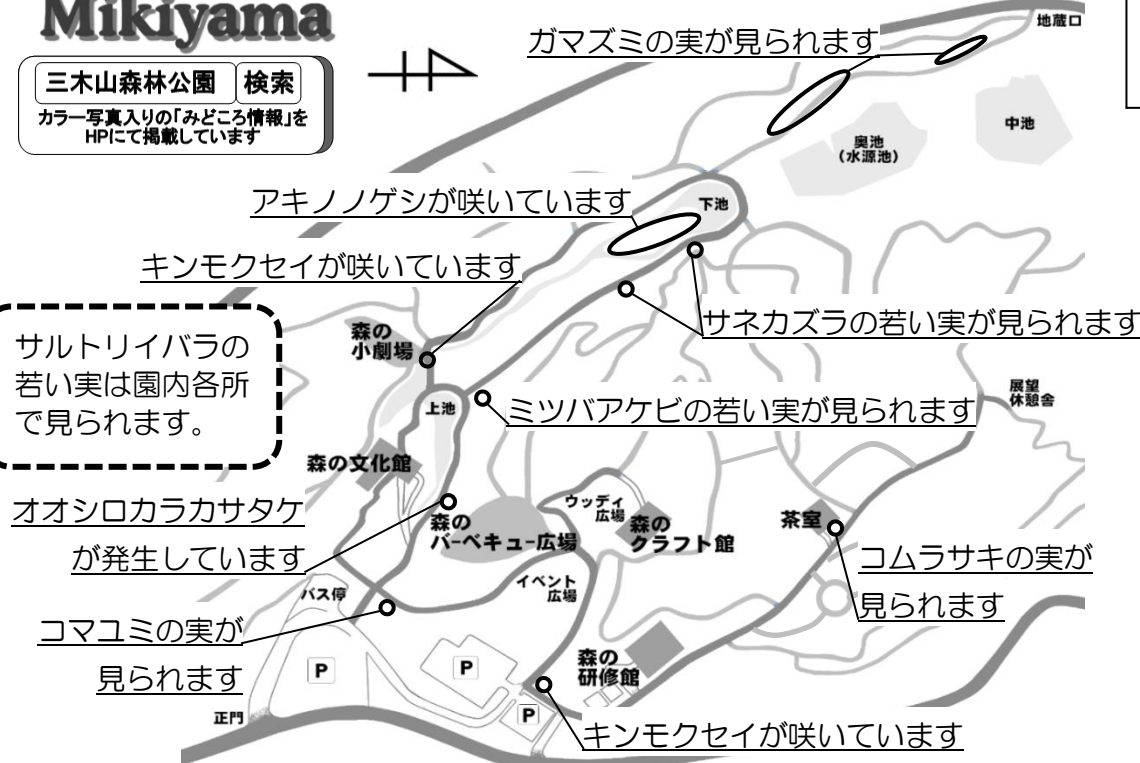 Mikiyama
三木山森林公園 検索
カラー写真入りの「みどころ情報」を
HPにて掲載しています
地蔵口
ガマズミの実が見られます
中池
奥池
(水源池)
アキノノゲシが咲いています
下池
キンモクセイが咲いています
サネカズラの若い実が見られます
森の
小劇場
サルトリイバラの
若い実は園内各所
で見られます。
展望
休憩舎
上池
ミツバアケビの若い実が見られます
森の文化館
オオシロカラカサタケ
が発生しています
森の
バーベキュー広場
ウッディ
広場
森の
クラフト館
茶室
コムラサキの実が
見られます
イベント
広場
バス停
コマユミの実が
見られます
P
P
森の
研修館
正門
P
キンモクセイが咲いています